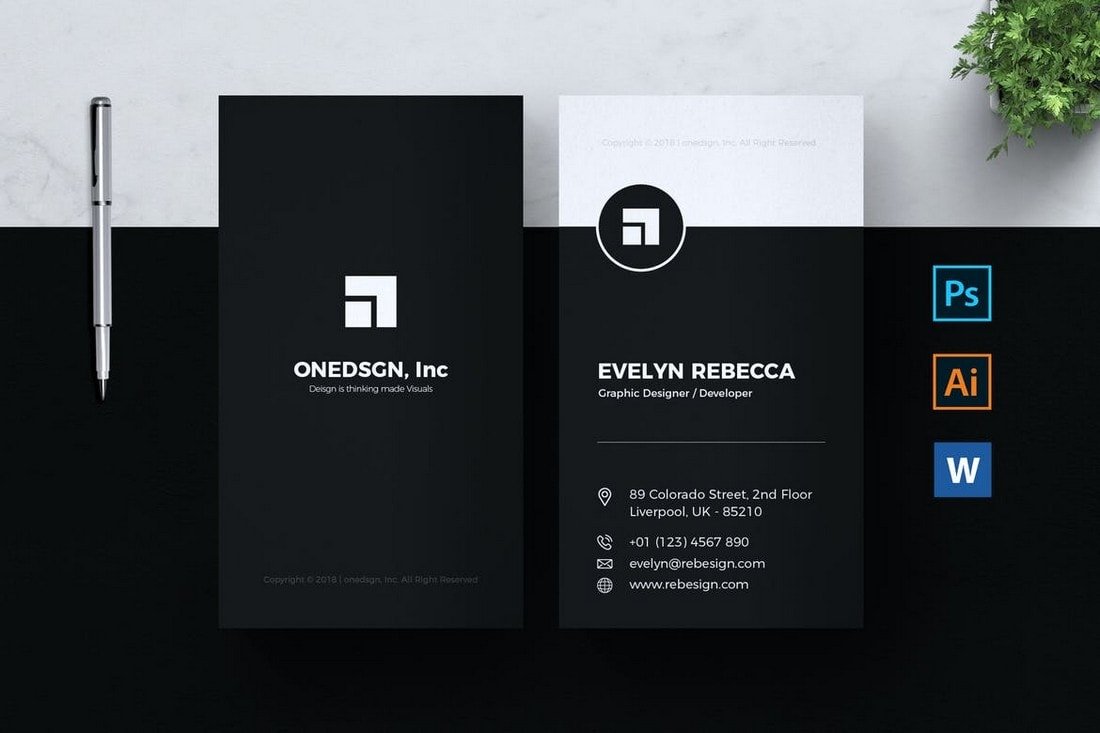 ONEDSGN, Inc
Deisgn is thinking made Visuals
Copyright © 2018 | onedsgn, Inc. All Right Reserved
Copyright © 2018 | onedsgn, Inc. All Right Reserved
EVELYN REBECCA
Graphic Designer / Developer
89 Colorado Street, 2nd Floor
Liverpool, UK - 85210
+01 (123) 4567 890
evelyn@rebesign.com
www.rebesign.com
Ps
Ai
W